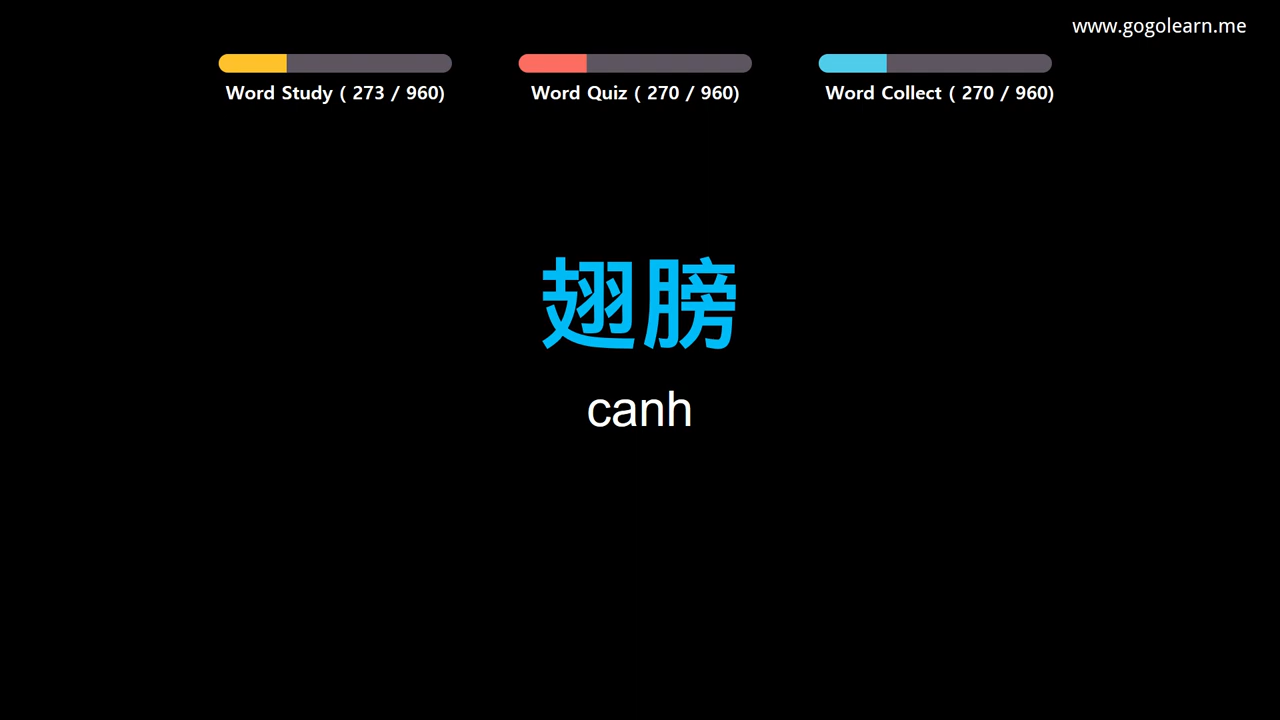 www.gogolearn.me
Word Study ( 273 / 960)
Word Quiz ( 270 / 960)
Word Collect ( 270 / 960)
翅膀
canh